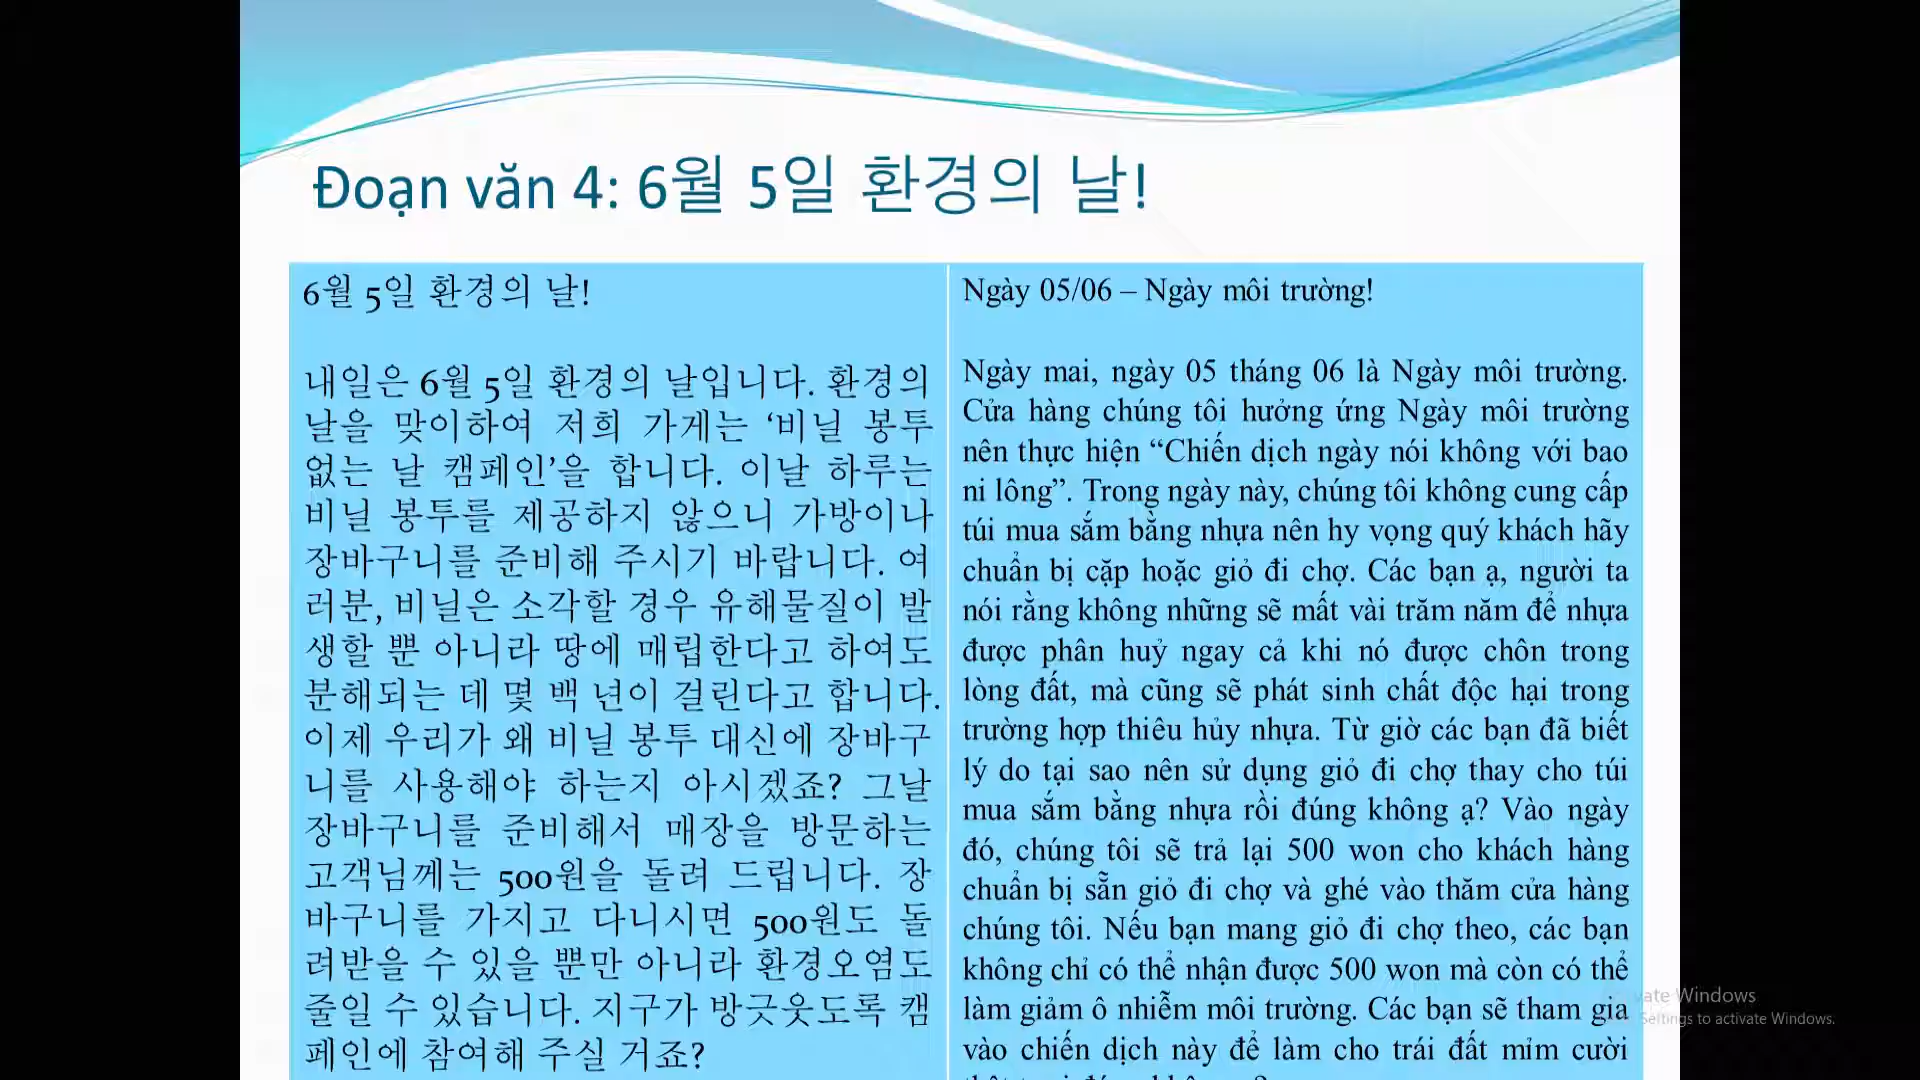 Đoạn văn 4: 6월 5일 환경의 날!
6월 5일 환경의 날!
내일은 6월 5일 환경의 날입니다. 환경의
날을 맞이하여 저희 가게는 ‘비닐 봉투
없는 날 캠페인’을 합니다. 이날 하루는
비닐 봉투를 제공하지 않으니 가방이나
장바구니를 준비해 주시기 바랍니다. 여
러분, 비닐은 소각할 경우 유해물질이 발
생할 뿐 아니라 땅에 매립한다고 하여도
분해되는 데 몇 백 년이 걸린다고 합니다.
이제 우리가 왜 비닐 봉투 대신에 장바구
니를 사용해야 하는지 아시겠죠? 그날
장바구니를 준비해서 매장을 방문하는
고객님께는 500원을 돌려 드립니다. 장
바구니를 가지고 다니시면 500원도 돌
려받을 수 있을 뿐만 아니라 환경오염도
줄일 수 있습니다. 지구가 방긋웃도록 캠
페인에 참여해 주실 거죠?
Ngày 05/06 – Ngày môi trường!
Ngày mai, ngày 05 tháng 06 là Ngày môi trường.
Cửa hàng chúng tôi hưởng ứng Ngày môi trường
nên thực hiện “Chiến dịch ngày nói không với bao
ni lông”. Trong ngày này, chúng tôi không cung cấp
túi mua sắm bằng nhựa nên hy vọng quý khách hãy
chuẩn bị cặp hoặc giỏ đi chợ. Các bạn ạ, người ta
nói rằng không những sẽ mất vài trăm năm để nhựa
được phân huỷ ngay cả khi nó được chôn trong
lòng đất, mà cũng sẽ phát sinh chất độc hại trong
trường hợp thiêu hủy nhựa. Từ giờ các bạn đã biết
lý do tại sao nên sử dụng giỏ đi chợ thay cho túi
mua sắm bằng nhựa rồi đúng không ạ? Vào ngày
đó, chúng tôi sẽ trả lại 500 won cho khách hàng
chuẩn bị sẵn giỏ đi chợ và ghé vào thăm cửa hàng
chúng tôi. Nếu bạn mang giỏ đi chợ theo, các bạn
không chỉ có thể nhận được 500 won mà còn có thể
làm giảm ô nhiễm môi trường. Các bạn sẽ tham gia
vào chiến dịch này để làm cho trái đất mỉm cười
Windows
Settings to activate Windows.